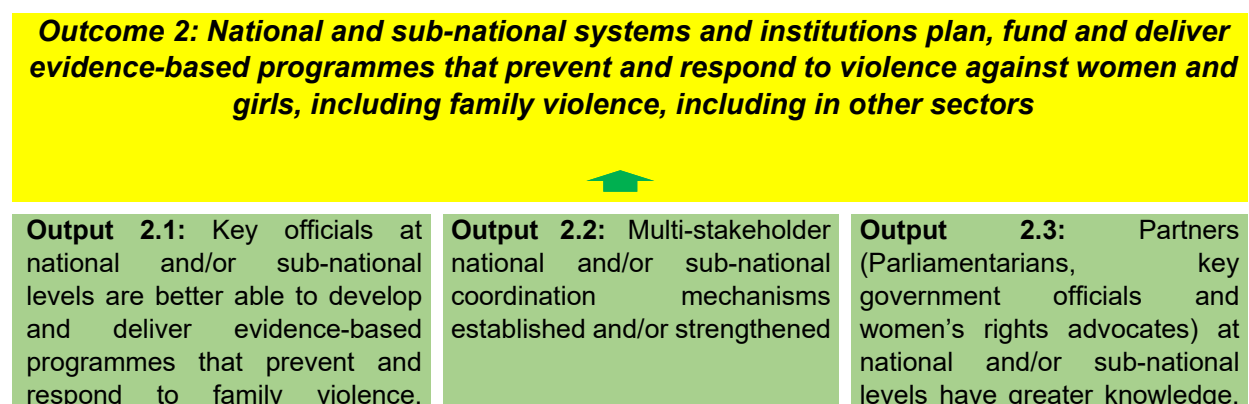 Outcome 2: National and sub-national systems and institutions plan, fund and deliver
evidence-based programmes that prevent and respond to violence against women and
girls, including family violence, including in other sectors
Output 2.1: Key officials at
national and/or sub-national
levels are better able to develop
and deliver evidence-based
programmes that prevent and
respond to family violence,
Output 2.2: Multi-stakeholder
national and/or sub-national
coordination mechanisms
established and/or strengthened
Output 2.3: Partners
(Parliamentarians, key
government officials and
women’s rights advocates) at
national and/or sub-national
levels have greater knowledge,